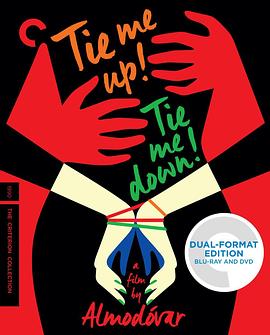 Tie me
up!
Tie
me
down!
1990
THE CRITERION COLLECTION
DUAL-FORMAT
EDITION
BLU-RAY AND DVD
a
film
by
Almodóvar